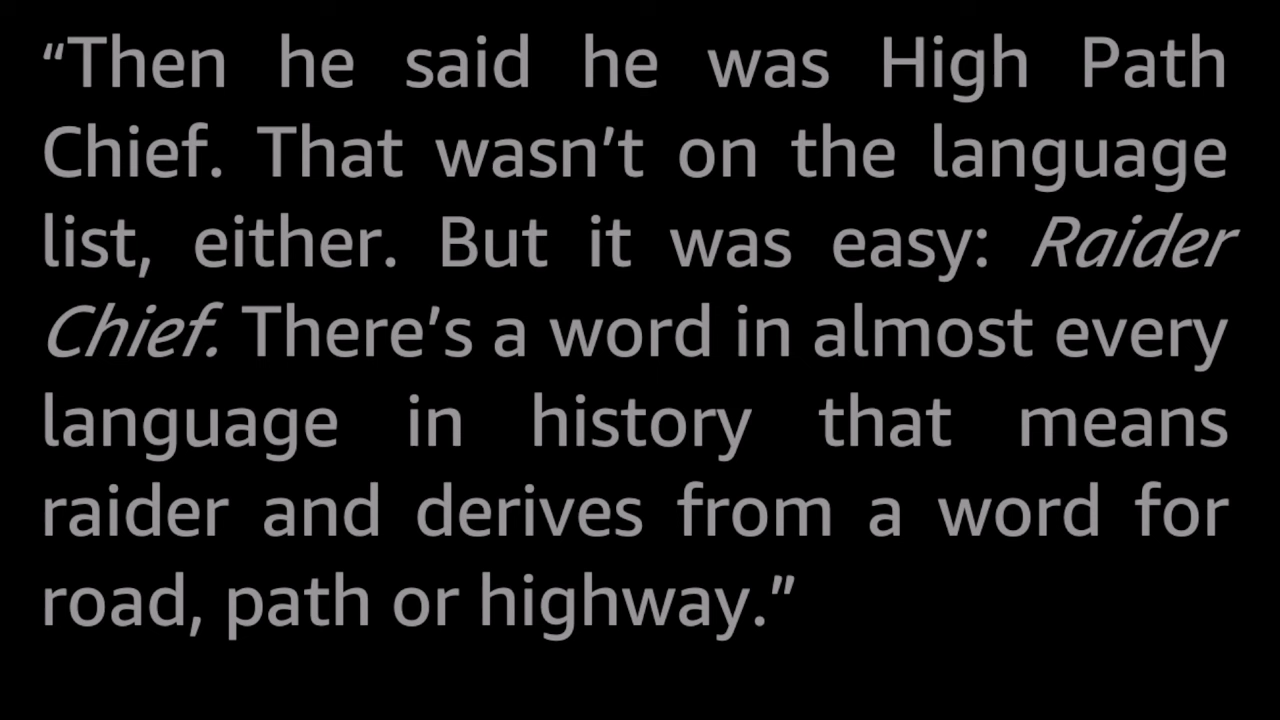 “Then he said he was High Path
Chief. That wasn’t on the language
list, either. But it was easy: Raider
Chief. There’s a word in almost every
language in history that means
raider and derives from a word for
road, path or highway.”